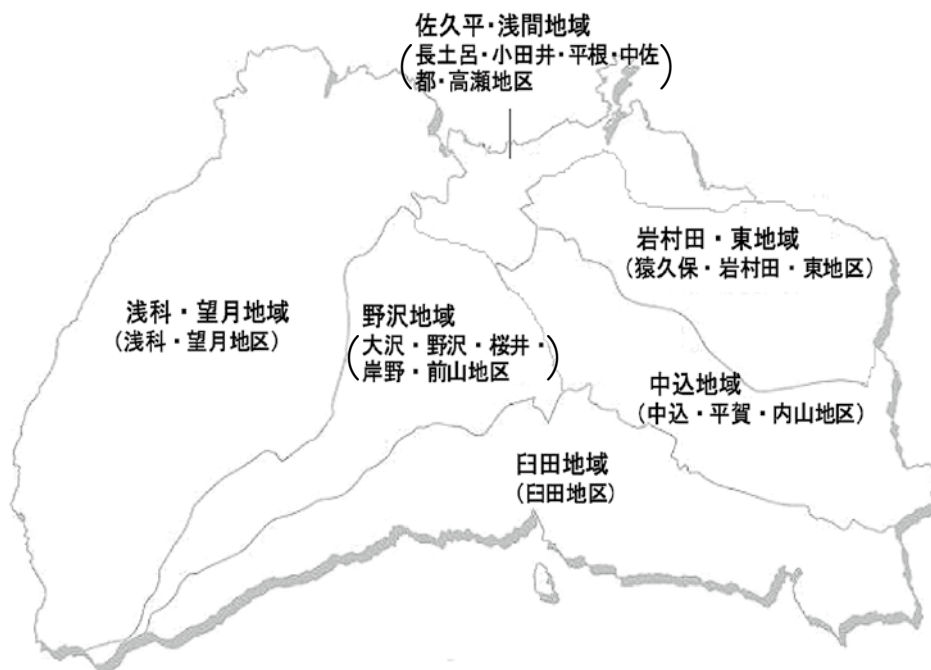 佐久平・浅間地域
(長土呂・小田井・平根・中佐
都・高瀬地区)
岩村田・東地域
(猿久保・岩村田・東地区)
浅科・望月地域
(浅科・望月地区)
野沢地域
(大沢・野沢・桜井・
岸野・前山地区)
中込地域
(中込・平賀・内山地区)
臼田地域
(臼田地区)